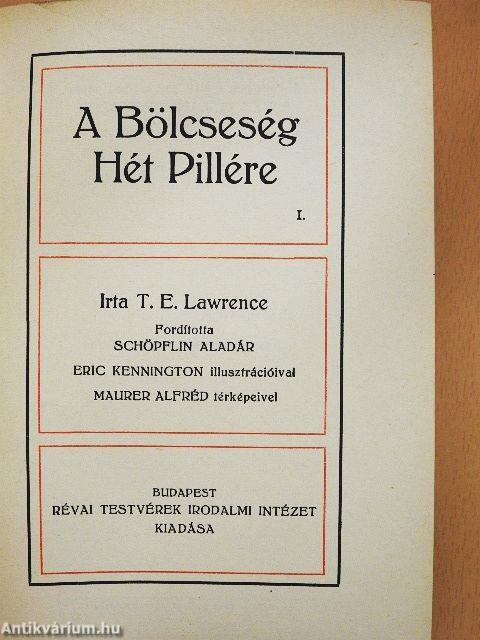 A Bölcseség
Hét Pillére
I.
Irta T. E. Lawrence
Fordította
SCHÖPFLIN ALADÁR
ERIC KENNINGTON illusztrációival
MAURER ALFRÉD térképeivel
BUDAPEST
RÉVAI TESTVÉREK IRODALMI INTÉZET
KIADÁSA
Antikvárium.hu